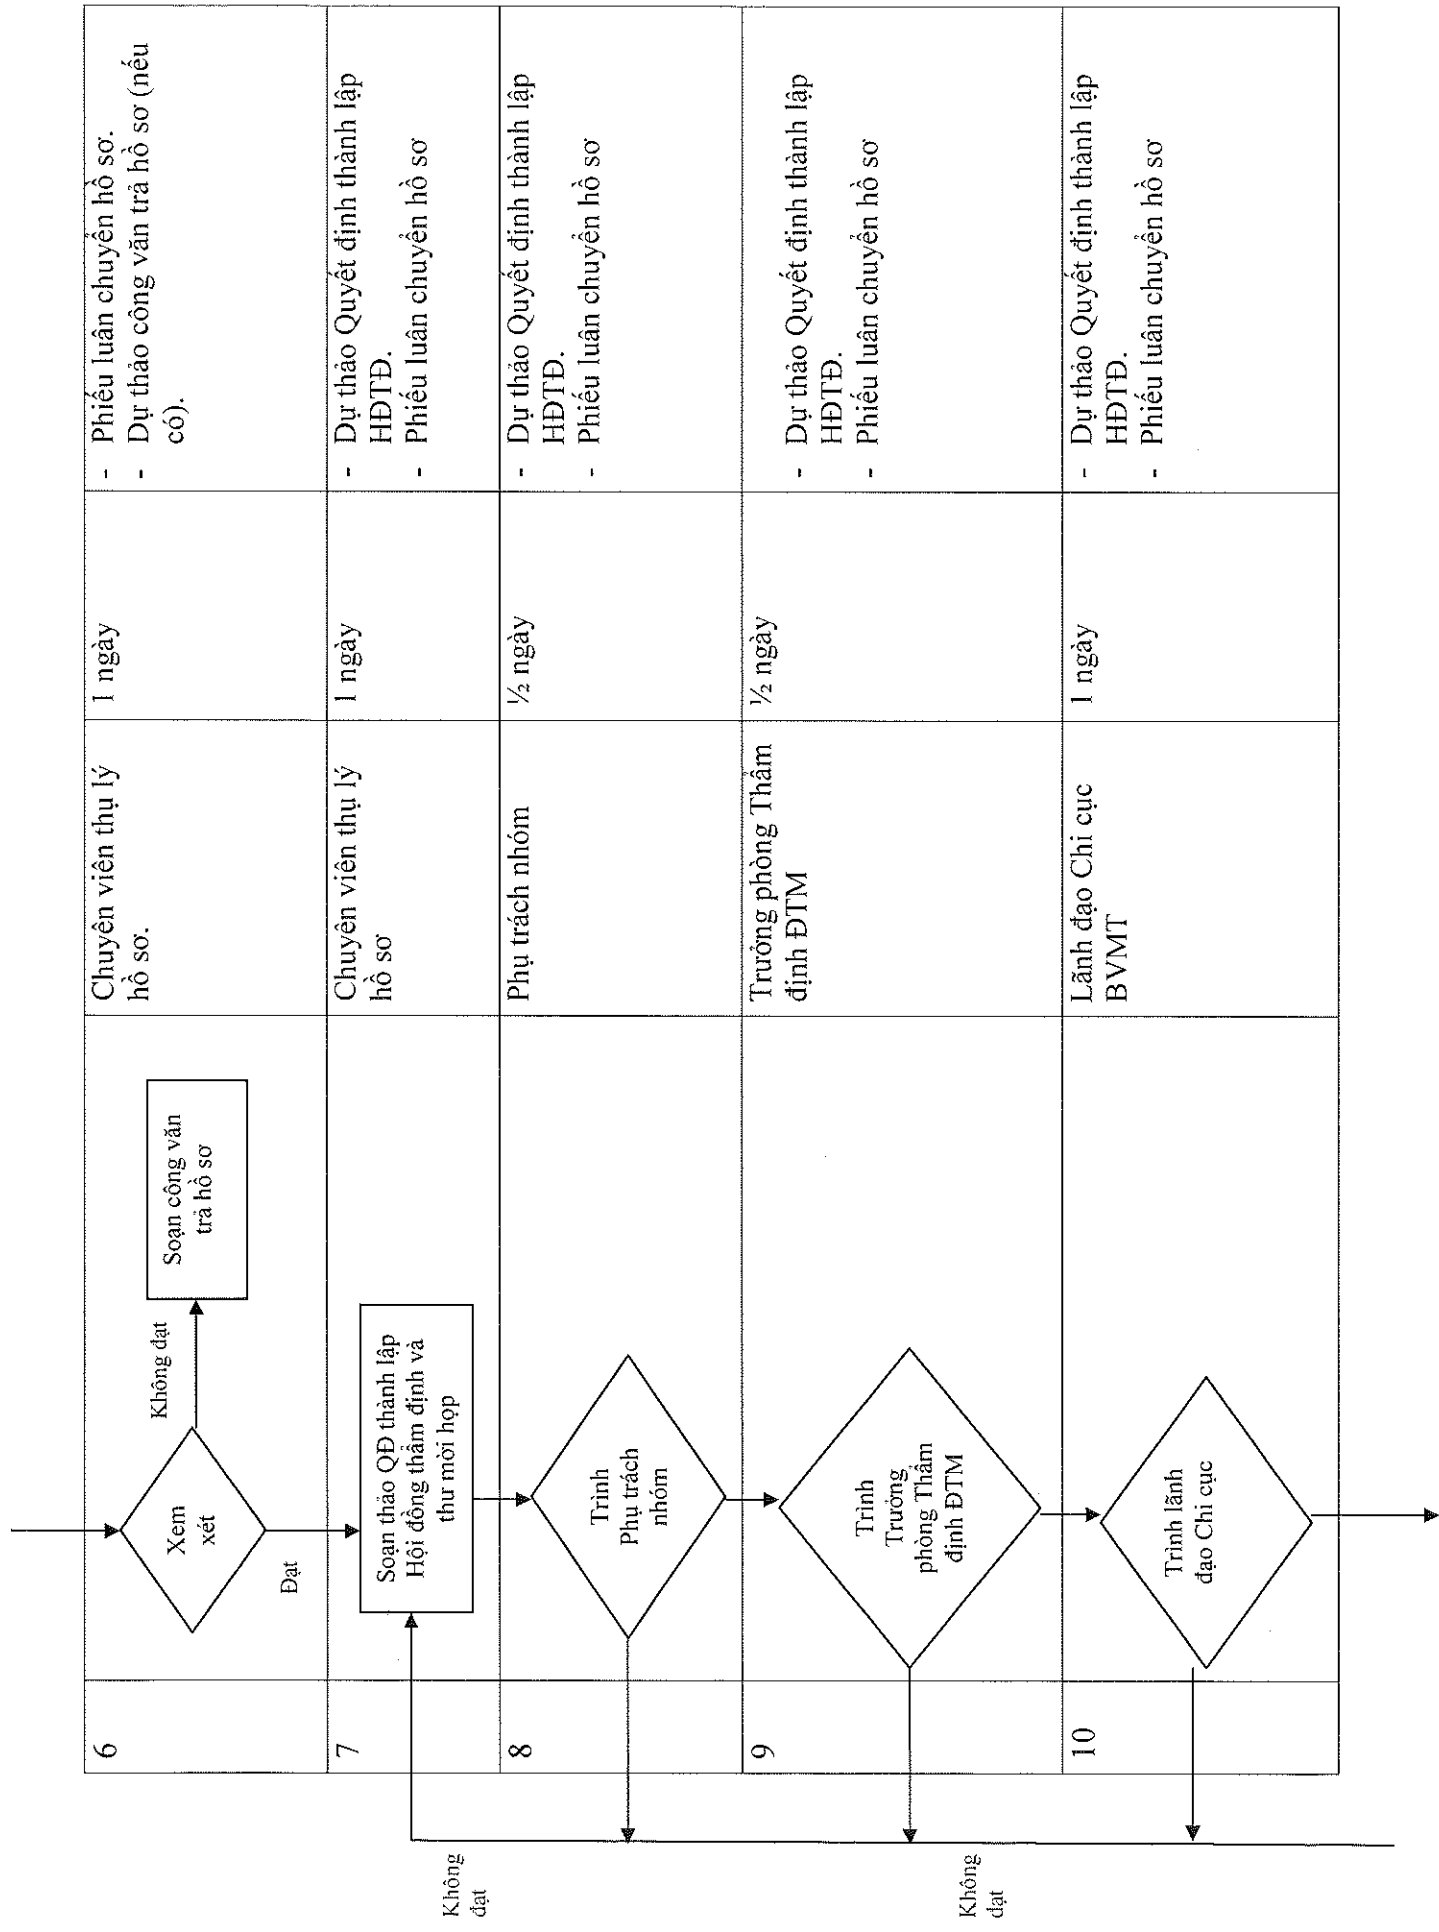 6
Xem
xét
Không đạt
Đạt
Soạn công văn
trả hồ sơ
Chuyên viên thụ lý
hồ sơ.
1 ngày
- Phiếu luân chuyển hồ sơ.
- Dự thảo công văn trả hồ sơ (nếu
có).
7
Soạn thảo QĐ thành lập
Hội đồng thẩm định và
thư mời họp
Chuyên viên thụ lý
hồ sơ
1 ngày
- Dự thảo Quyết định thành lập
HĐTĐ.
- Phiếu luân chuyển hồ sơ
Không
đạt
8
Trình
Phụ trách
nhóm
Phụ trách nhóm
½ ngày
- Dự thảo Quyết định thành lập
HĐTĐ.
- Phiếu luân chuyển hồ sơ
9
Trình
Trưởng
phòng Thẩm
định ĐTM
Trưởng phòng Thẩm
định ĐTM
½ ngày
- Dự thảo Quyết định thành lập
HĐTĐ.
- Phiếu luân chuyển hồ sơ
Không
đạt
10
Trình lãnh
đạo Chi cục
Lãnh đạo Chi cục
BVMT
1 ngày
- Dự thảo Quyết định thành lập
HĐTĐ.
- Phiếu luân chuyển hồ sơ